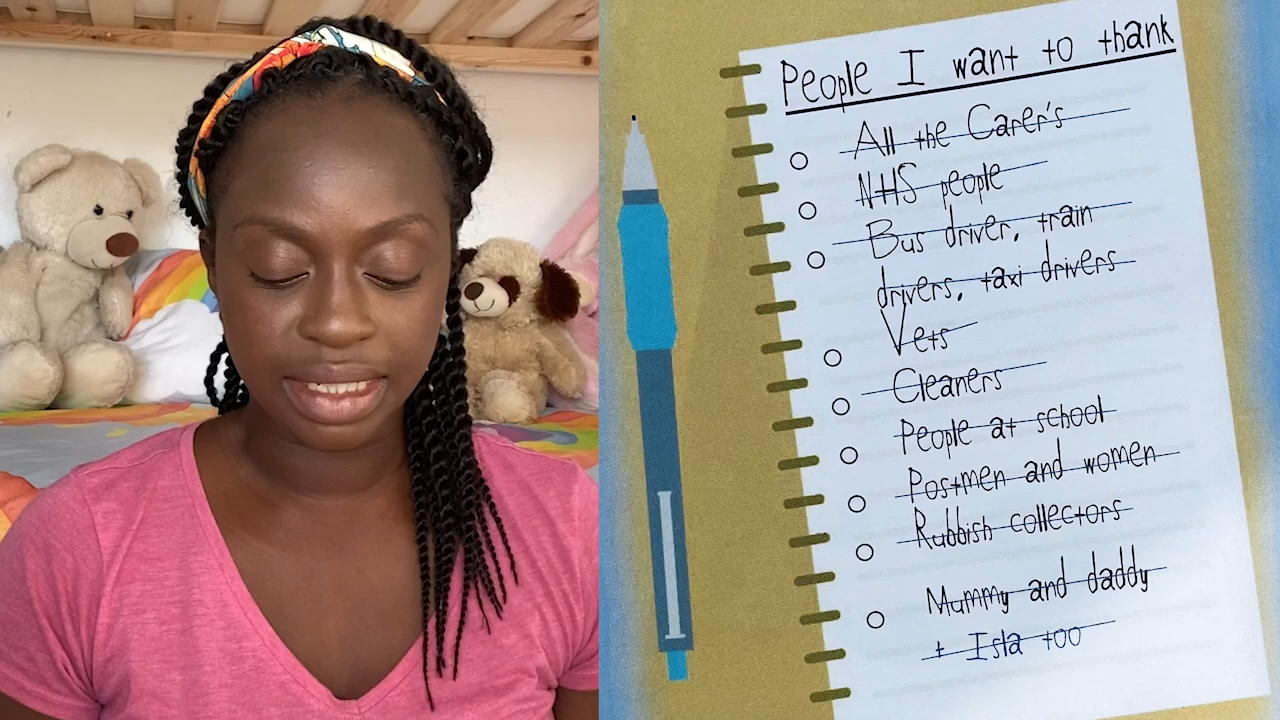 People I want to thank
All the Carer's
NHS people
Bus driver, train
drivers, taxi drivers
Vets
Cleaners
People at school
Postmen and women
Rubbish collectors
Mummy and daddy
+ Isla too